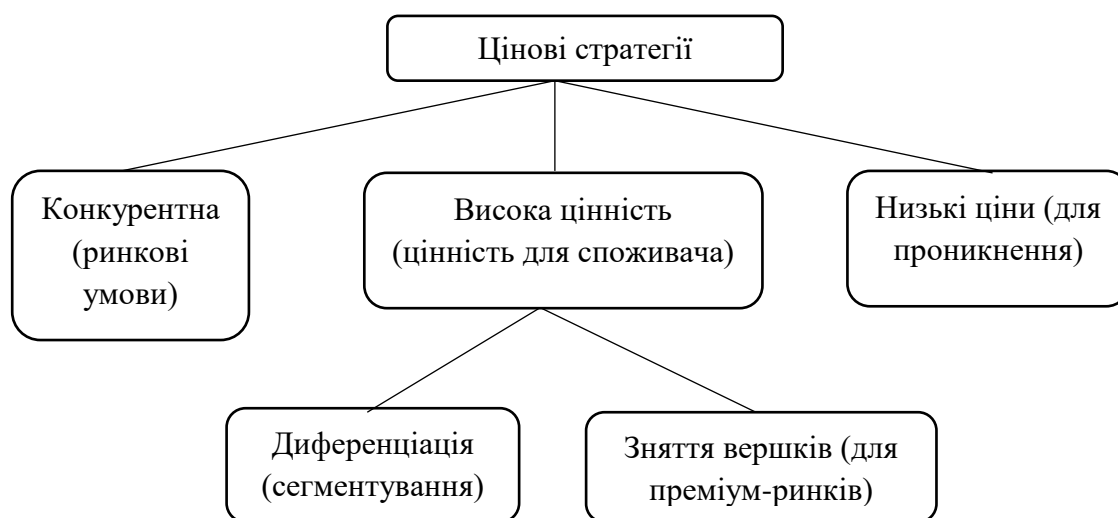 Цінові стратегії
Конкурентна
(ринкові
умови)
Висока цінність
(цінність для споживача)
Низькі ціни (для
проникнення)
Диференціація
(сегментування)
Зняття вершків (для
преміум-ринків)